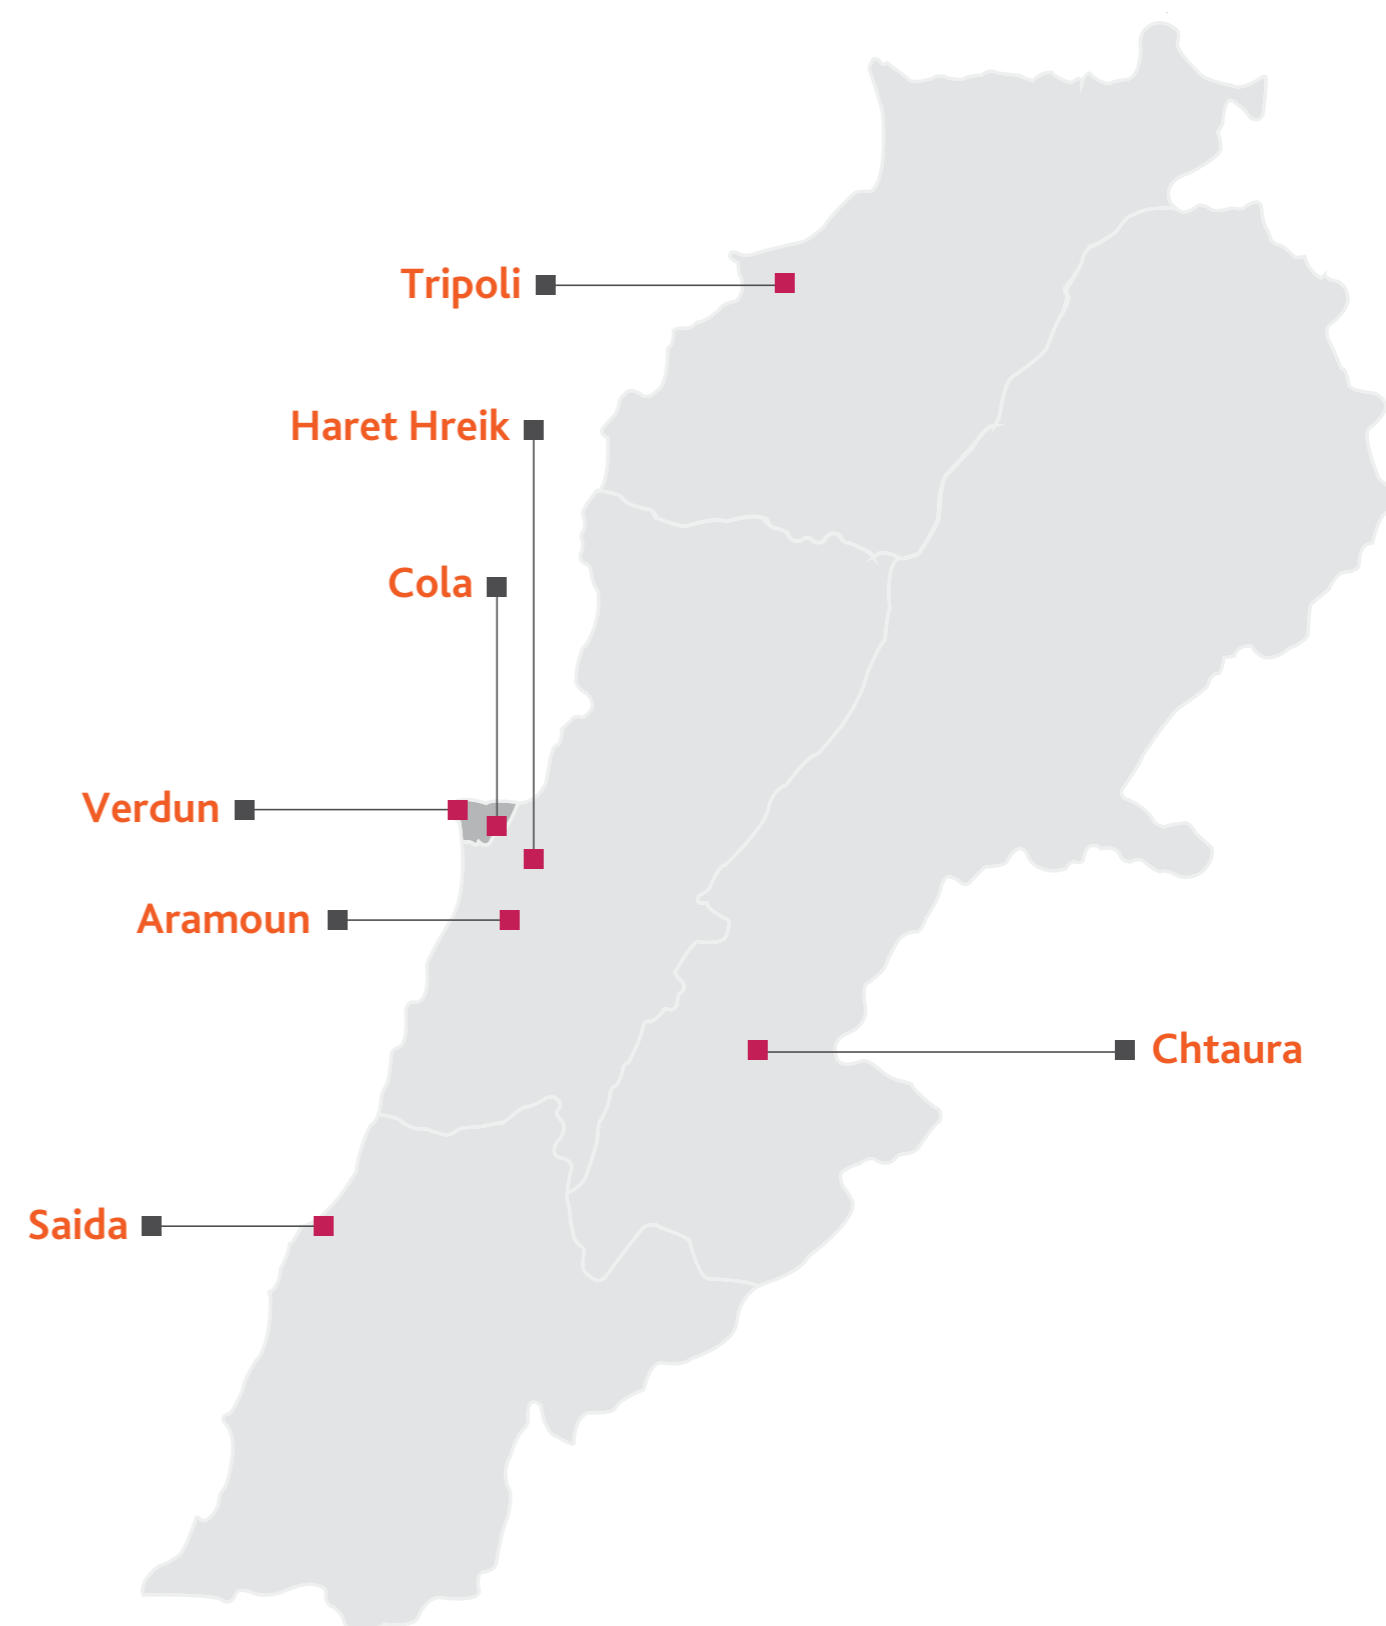 Tripoli
Haret Hreik
Cola
Verdun
Aramoun
Chtaura
Saida